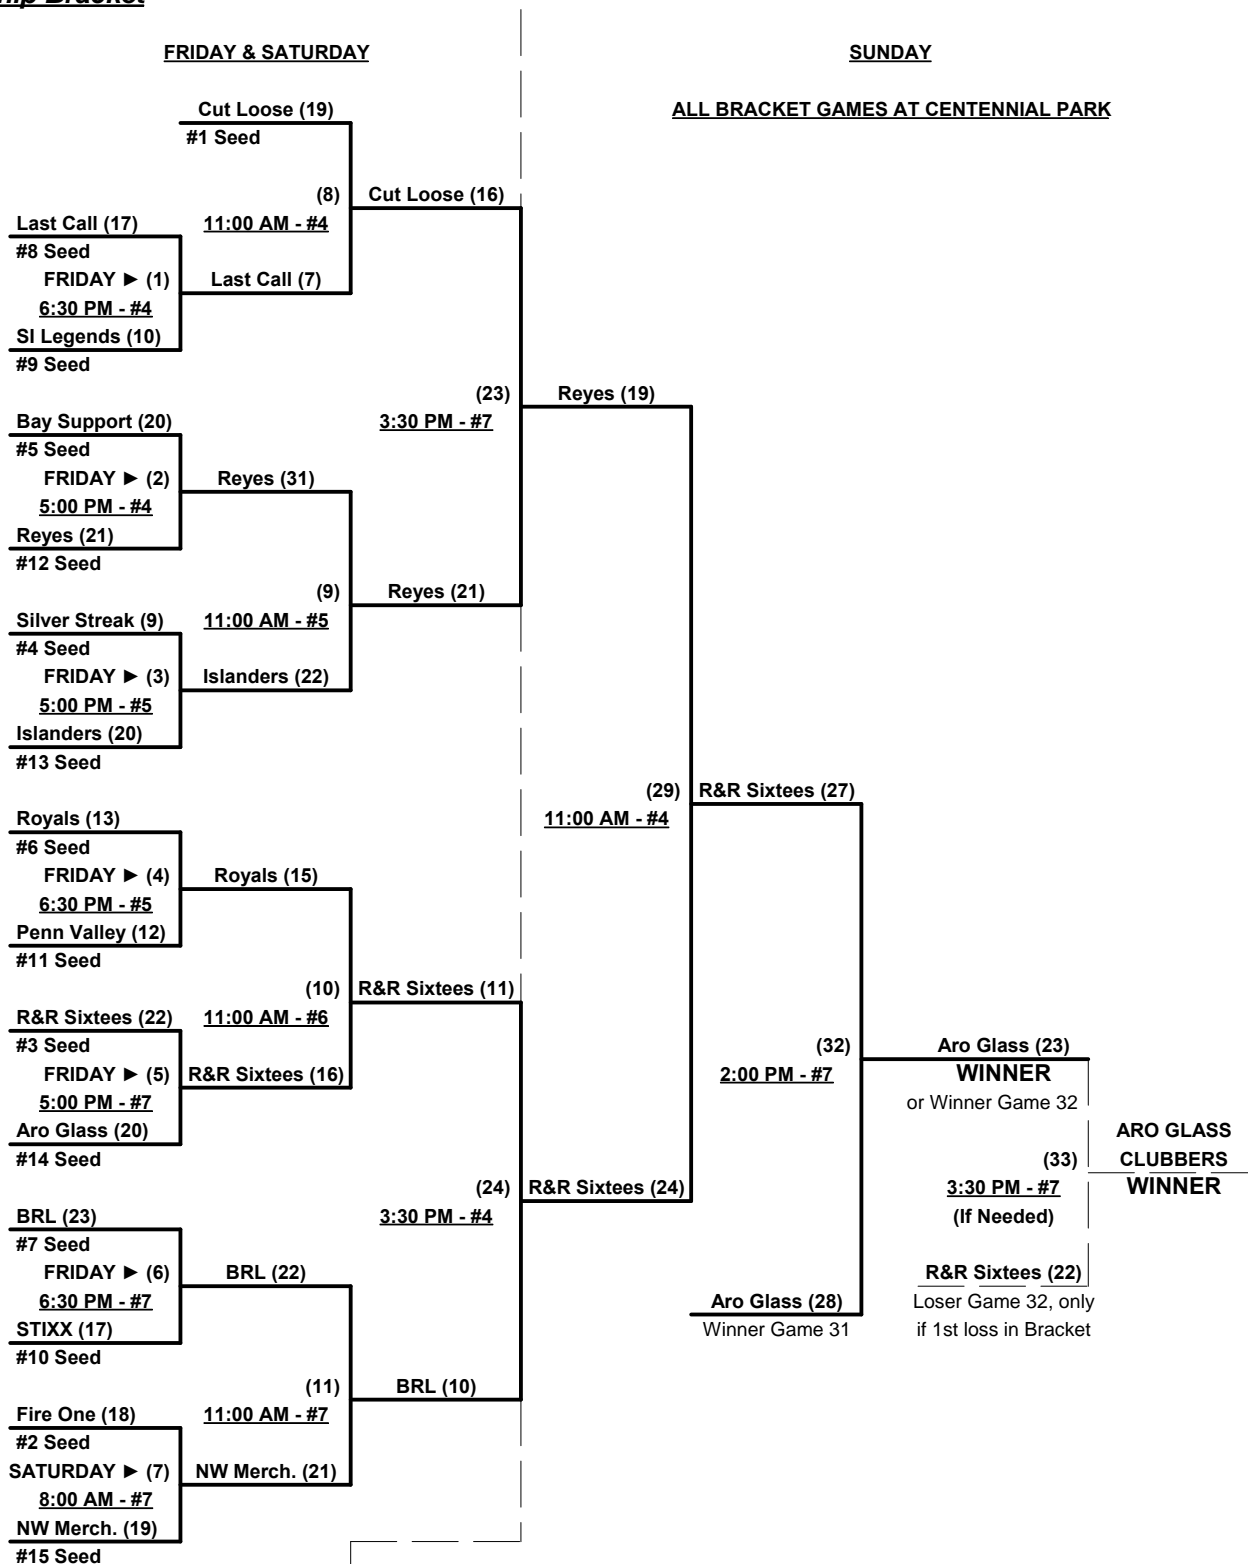 FRIDAY & SATURDAY
SUNDAY
Cut Loose (19)
ALL BRACKET GAMES AT CENTENNIAL PARK
#1 Seed
(8)
Cut Loose (16)
Last Call (17)
11:00 AM - #4
#8 Seed
FRIDAY ► (1)
Last Call (7)
6:30 PM - #4
SI Legends (10)
#9 Seed
(23)
Reyes (19)
Bay Support (20)
3:30 PM - #7
#5 Seed
FRIDAY ► (2)
Reyes (31)
5:00 PM - #4
Reyes (21)
#12 Seed
(9)
Reyes (21)
Silver Streak (9)
11:00 AM - #5
#4 Seed
FRIDAY ► (3)
Islanders (22)
5:00 PM - #5
Islanders (20)
#13 Seed
(29)
R&R Sixtees (27)
Royals (13)
11:00 AM - #4
#6 Seed
FRIDAY ► (4)
Royals (15)
6:30 PM - #5
Penn Valley (12)
#11 Seed
(10)
R&R Sixtees (11)
R&R Sixtees (22)
11:00 AM - #6
#3 Seed
(32)
Aro Glass (23)
FRIDAY ► (5)
R&R Sixtees (16)
2:00 PM - #7
WINNER
5:00 PM - #7
or Winner Game 32
Aro Glass (20)
ARO GLASS
#14 Seed
(33)
CLUBBERS
(24)
R&R Sixtees (24)
3:30 PM - #7
WINNER
BRL (23)
3:30 PM - #4
(If Needed)
#7 Seed
FRIDAY ► (6)
BRL (22)
R&R Sixtees (22)
6:30 PM - #7
Aro Glass (28)
Loser Game 32, only
STIXX (17)
Winner Game 31
if 1st loss in Bracket
#10 Seed
(11)
BRL (10)
Fire One (18)
11:00 AM - #7
#2 Seed
SATURDAY ► (7)
NW Merch. (21)
8:00 AM - #7
NW Merch. (19)
#15 Seed